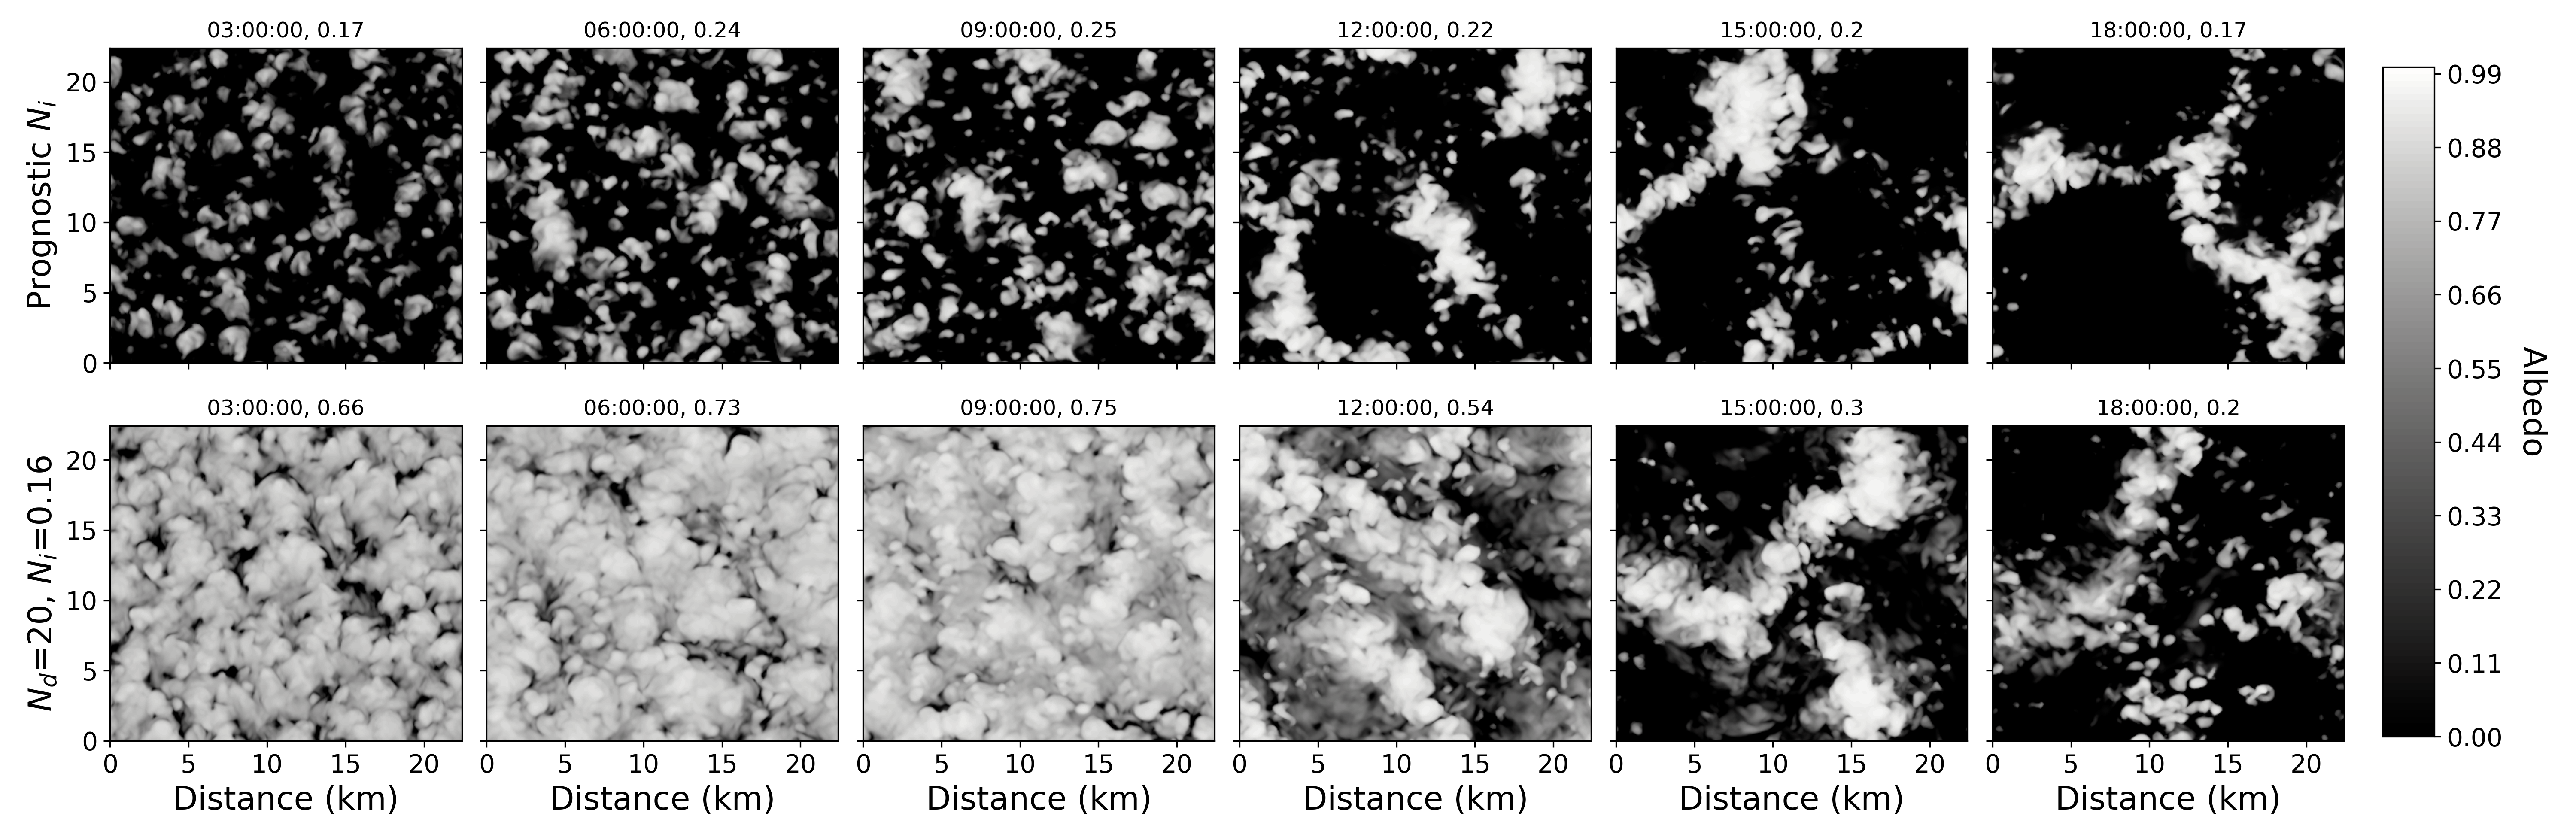 03:00:00, 0.17
06:00:00, 0.24
09:00:00, 0.25
12:00:00, 0.22
15:00:00, 0.2
18:00:00, 0.17
Prognostic N_i
20
15
10
5
0
03:00:00, 0.66
06:00:00, 0.73
09:00:00, 0.75
12:00:00, 0.54
15:00:00, 0.3
18:00:00, 0.2
N_d=20, N_i=0.16
20
15
10
5
0
0 5 10 15 20
0 5 10 15 20
0 5 10 15 20
0 5 10 15 20
0 5 10 15 20
0 5 10 15 20
Distance (km)
Distance (km)
Distance (km)
Distance (km)
Distance (km)
Distance (km)
0.99
0.88
0.77
0.66
0.55
0.44
0.33
0.22
0.11
0.00
Albedo